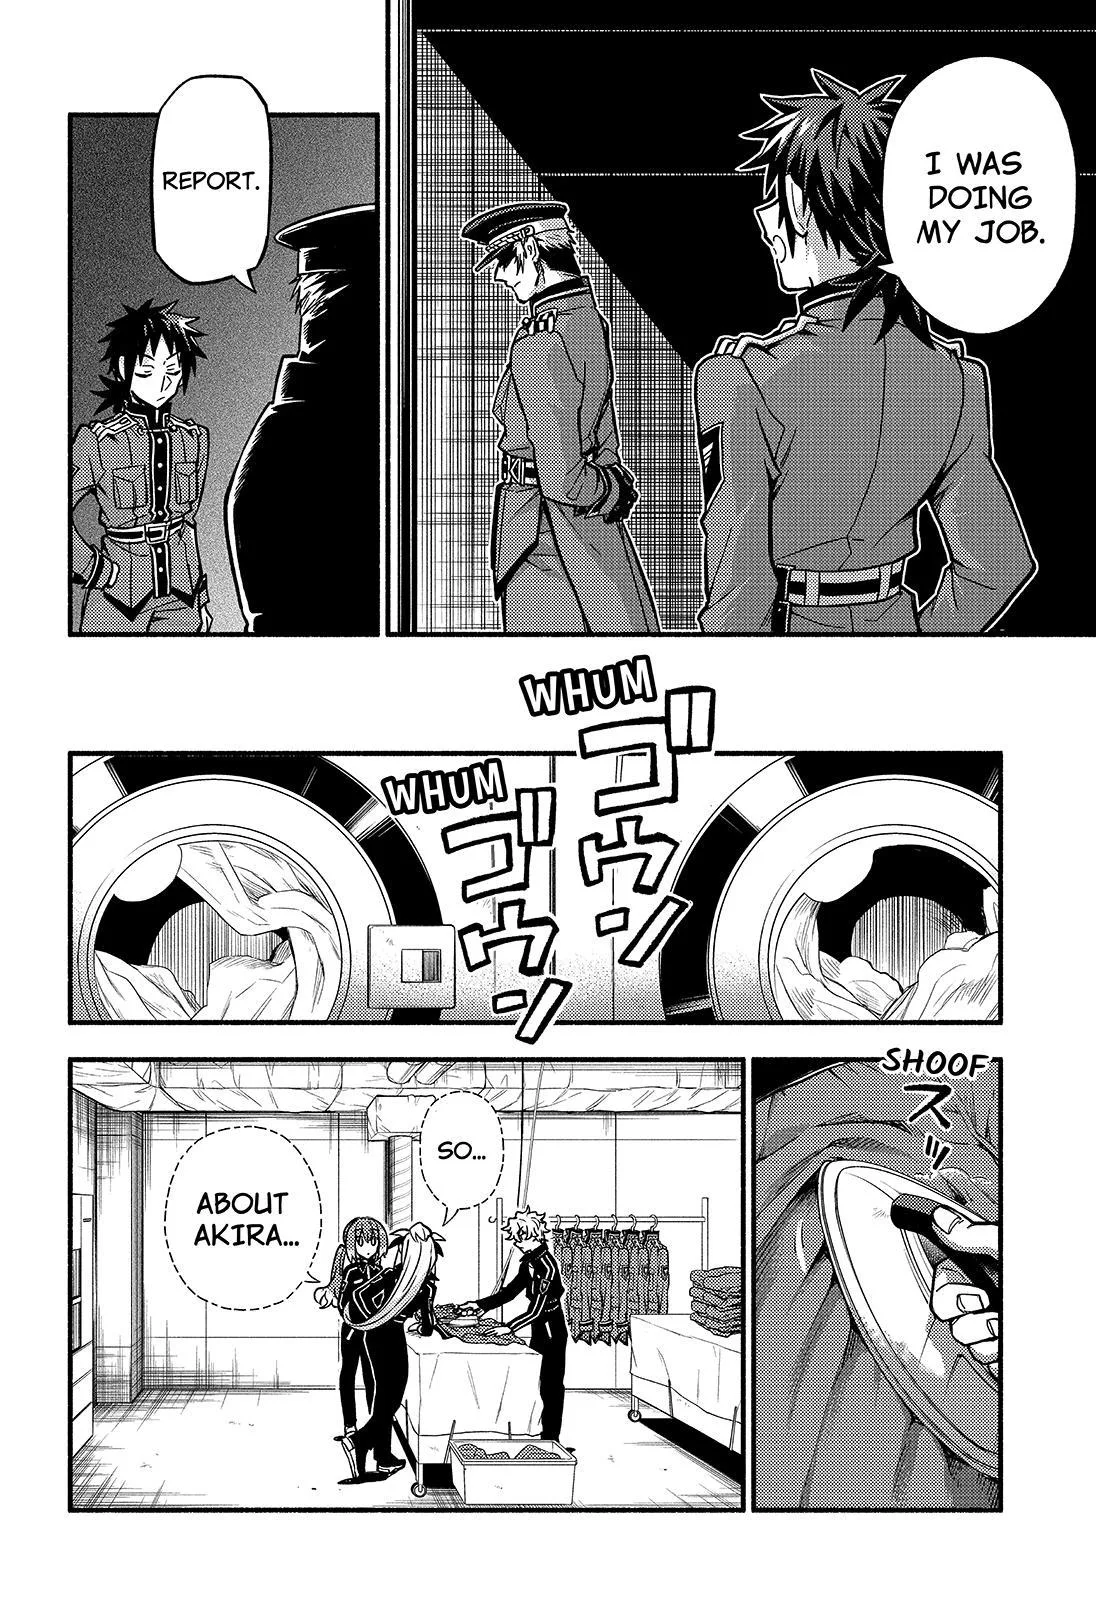 I WAS
DOING
MY JOB.
REPORT.
WHUM
ゴウン
WHUM
ゴウン
SHOOF
スッ
SO...
ABOUT
AKIRA...